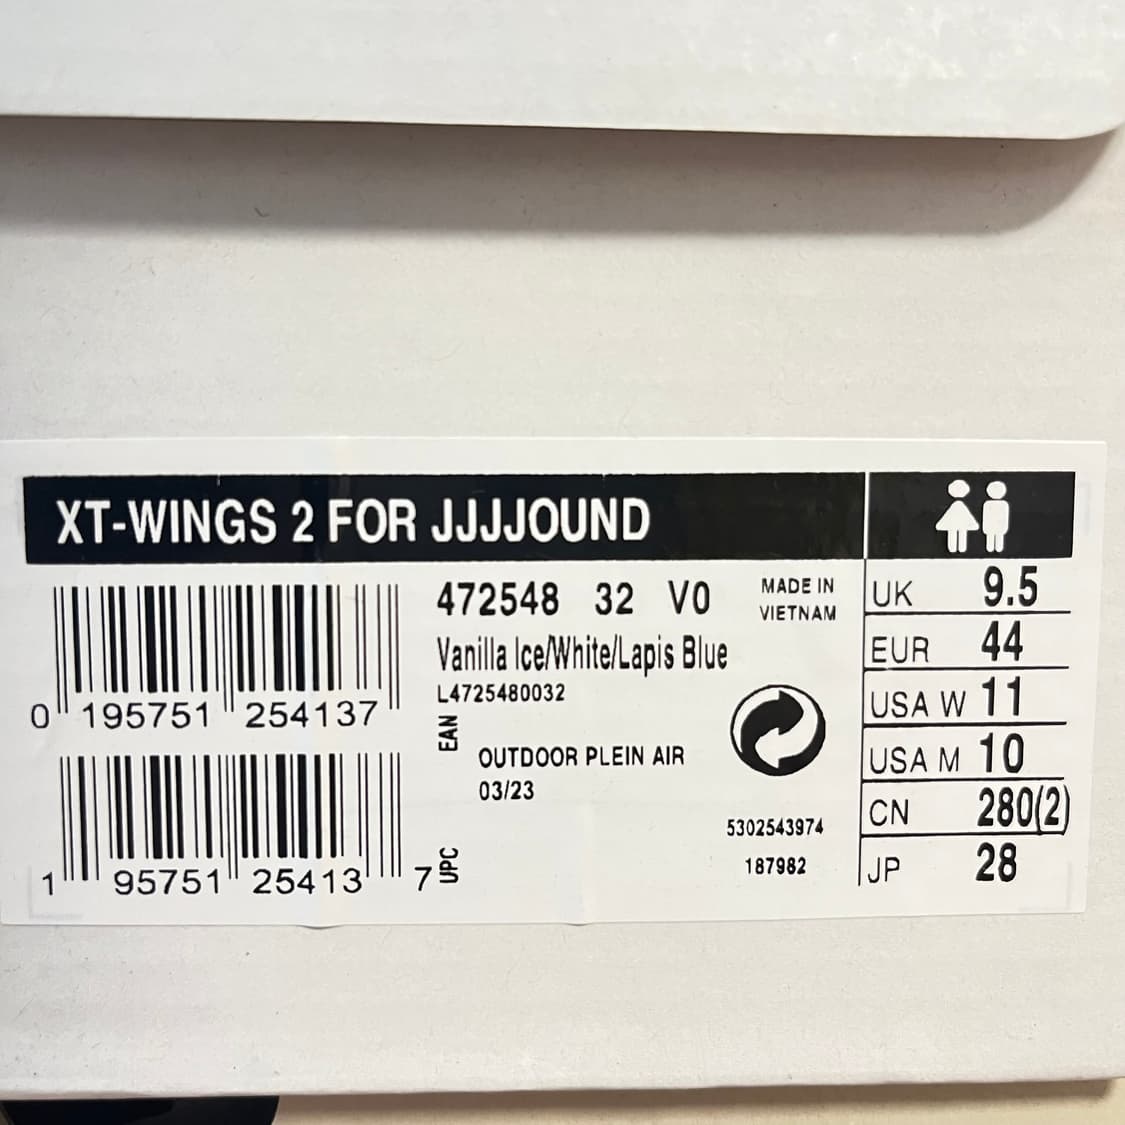 XT-WINGS 2 FOR JJJJOUND
0 195751 254137
EAN
1 95751 25413 7
UPC
472548 32 V0
Vanilla Ice/White/Lapis Blue
L4725480032
OUTDOOR PLEIN AIR
03/23
MADE IN
VIETNAM
5302543974
187982
UK 9.5
EUR 44
USA W 11
USA M 10
CN 280(2)
JP 28